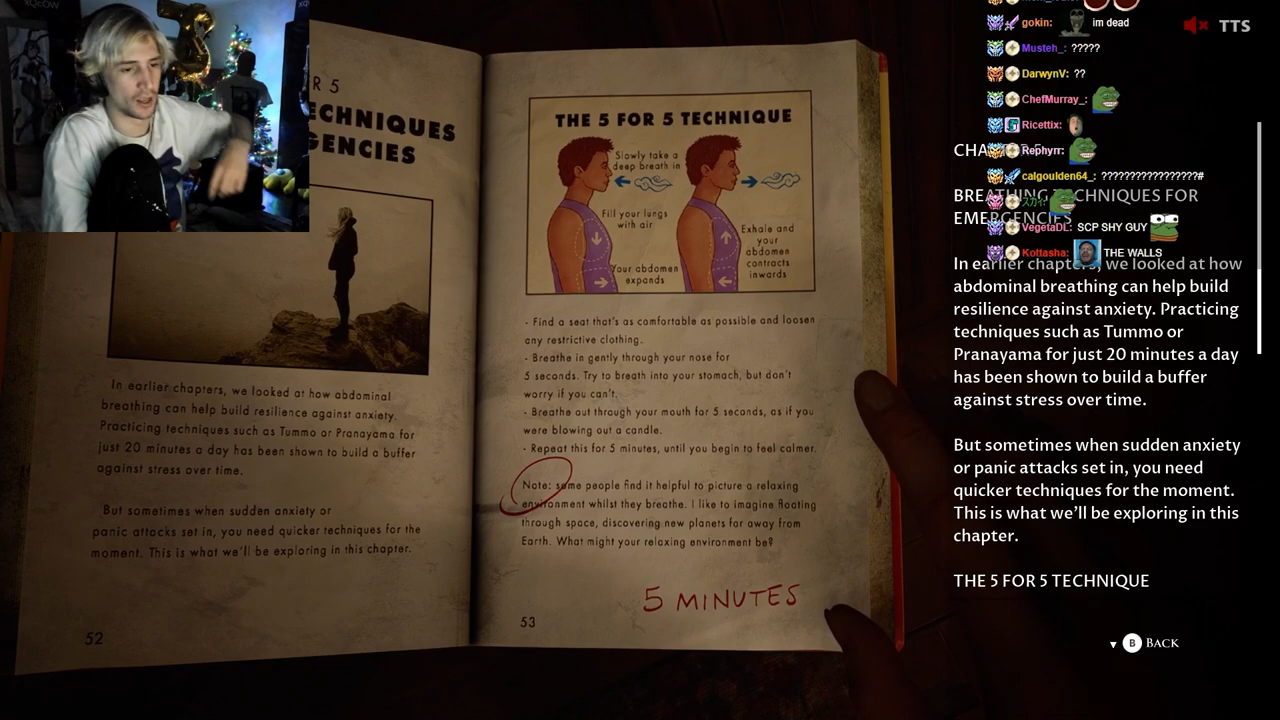 xQcOW
R 5
ECHNIQUES
GENCIES
In earlier chapters, we looked at how abdominal
breathing can help build resilience against anxiety.
Practicing techniques such as Tummo or Pranayama for
just 20 minutes a day has been shown to build a buffer
against stress over time.
But sometimes when sudden anxiety or
panic attacks set in, you need quicker techniques for the
moment. This is what we'll be exploring in this chapter.
52
THE 5 FOR 5 TECHNIQUE
Slowly take a
deep breath in
Fill your lungs
with air
Your abdomen
expands
Exhale and
your
abdomen
contracts
inwards
- Find a seat that's as comfortable as possible and loosen
any restrictive clothing.
- Breathe in gently through your nose for
5 seconds. Try to breath into your stomach, but don't
worry if you can't.
- Breathe out through your mouth for 5 seconds, as if you
were blowing out a candle.
- Repeat this for 5 minutes, until you begin to feel calmer.
Note: some people find it helpful to picture a relaxing
environment whilst they breathe. I like to imagine floating
through space, discovering new planets far away from
Earth. What might your relaxing environment be?
5 MINUTES
53
gokin: im dead
Musteh_: ?????
DarwynV: ??
ChefMurray_:
Ricettix:
Rephyrr:
calgoulden64_: ?????????????????#
VegetaDL: SCP SHY GUY
Kottasha: THE WALLS
TTS
CHA
BREATHING TECHNIQUES FOR
EMERGENCIES
In earlier chapters, we looked at how
abdominal breathing can help build
resilience against anxiety. Practicing
techniques such as Tummo or
Pranayama for just 20 minutes a day
has been shown to build a buffer
against stress over time.
But sometimes when sudden anxiety
or panic attacks set in, you need
quicker techniques for the moment.
This is what we'll be exploring in this
chapter.
THE 5 FOR 5 TECHNIQUE
B BACK